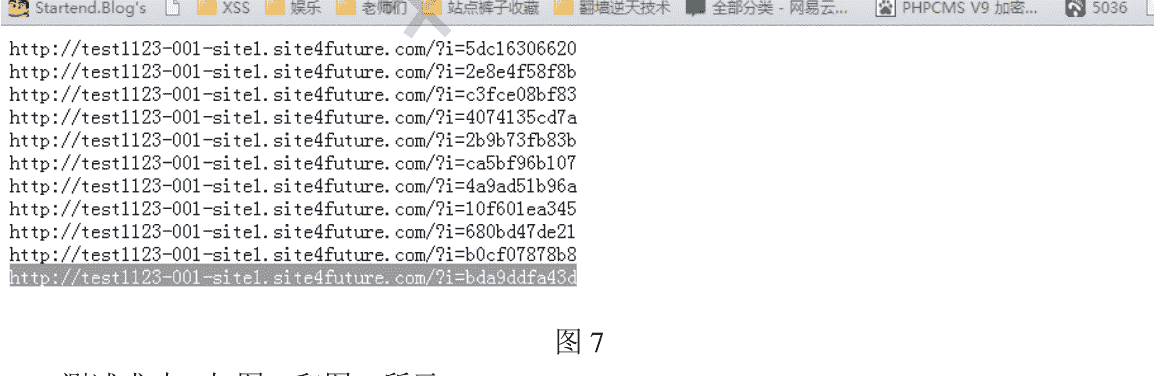 Startend.Blog's XSS 娱乐 老师们 站点裤子收藏 翻墙逆天技术 全部分类 - 网易云... PHPCMS V9 加密... 5036
http://test1123-001-site1.site4future.com/?i=5dc16306620
http://test1123-001-site1.site4future.com/?i=2e8e4f58f8b
http://test1123-001-site1.site4future.com/?i=c3fce08bf83
http://test1123-001-site1.site4future.com/?i=4074135cd7a
http://test1123-001-site1.site4future.com/?i=2b9b73fb83b
http://test1123-001-site1.site4future.com/?i=ca5bf96b107
http://test1123-001-site1.site4future.com/?i=4a9ad51b96a
http://test1123-001-site1.site4future.com/?i=10f601ea345
http://test1123-001-site1.site4future.com/?i=680bd47de21
http://test1123-001-site1.site4future.com/?i=b0cf07878b8
http://test1123-001-site1.site4future.com/?i=bda9ddfa43d
图 7